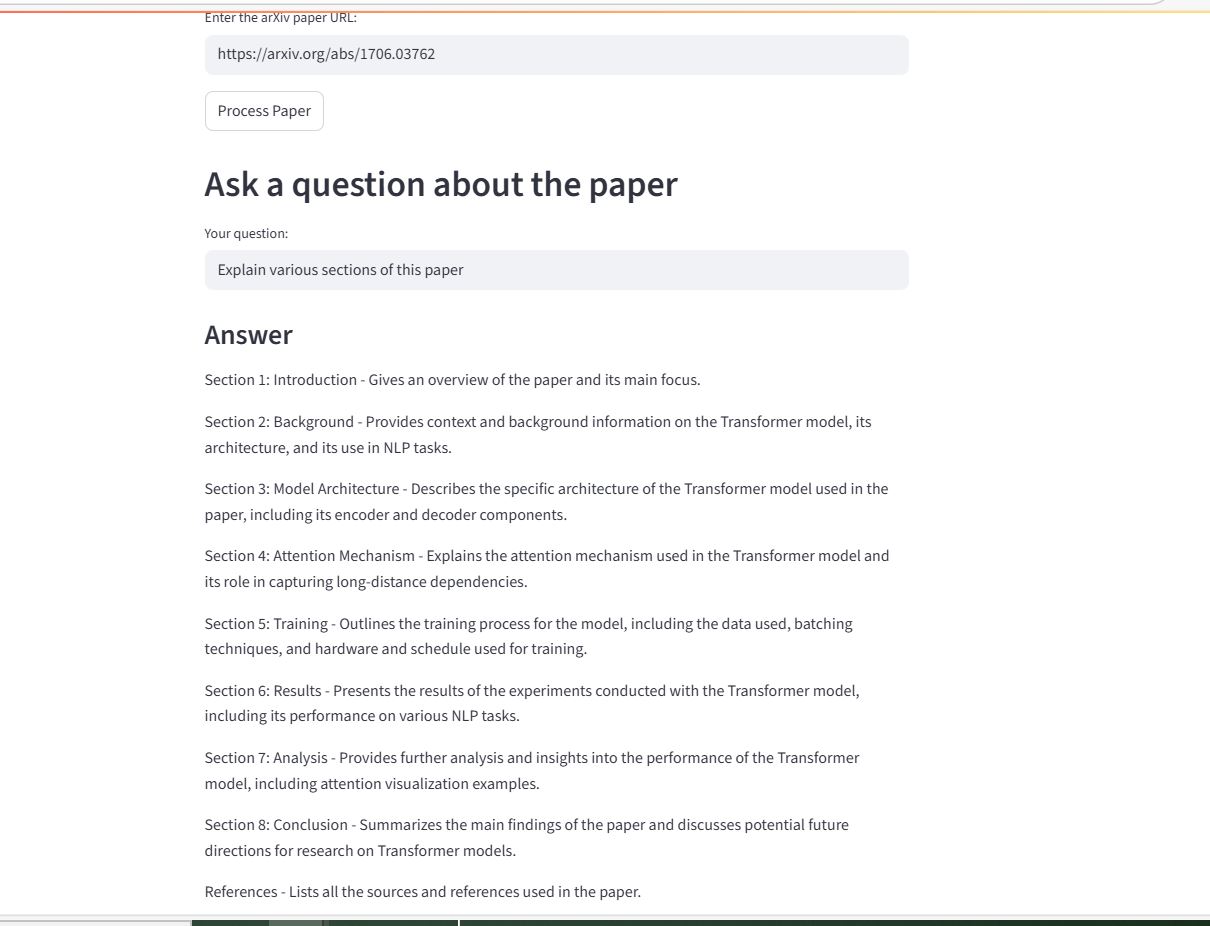 Enter the arXiv paper URL:
https://arxiv.org/abs/1706.03762
Process Paper
Ask a question about the paper
Your question:
Explain various sections of this paper
Answer
Section 1: Introduction - Gives an overview of the paper and its main focus.
Section 2: Background - Provides context and background information on the Transformer model, its
architecture, and its use in NLP tasks.
Section 3: Model Architecture - Describes the specific architecture of the Transformer model used in the
paper, including its encoder and decoder components.
Section 4: Attention Mechanism - Explains the attention mechanism used in the Transformer model and
its role in capturing long-distance dependencies.
Section 5: Training - Outlines the training process for the model, including the data used, batching
techniques, and hardware and schedule used for training.
Section 6: Results - Presents the results of the experiments conducted with the Transformer model,
including its performance on various NLP tasks.
Section 7: Analysis - Provides further analysis and insights into the performance of the Transformer
model, including attention visualization examples.
Section 8: Conclusion - Summarizes the main findings of the paper and discusses potential future
directions for research on Transformer models.
References - Lists all the sources and references used in the paper.